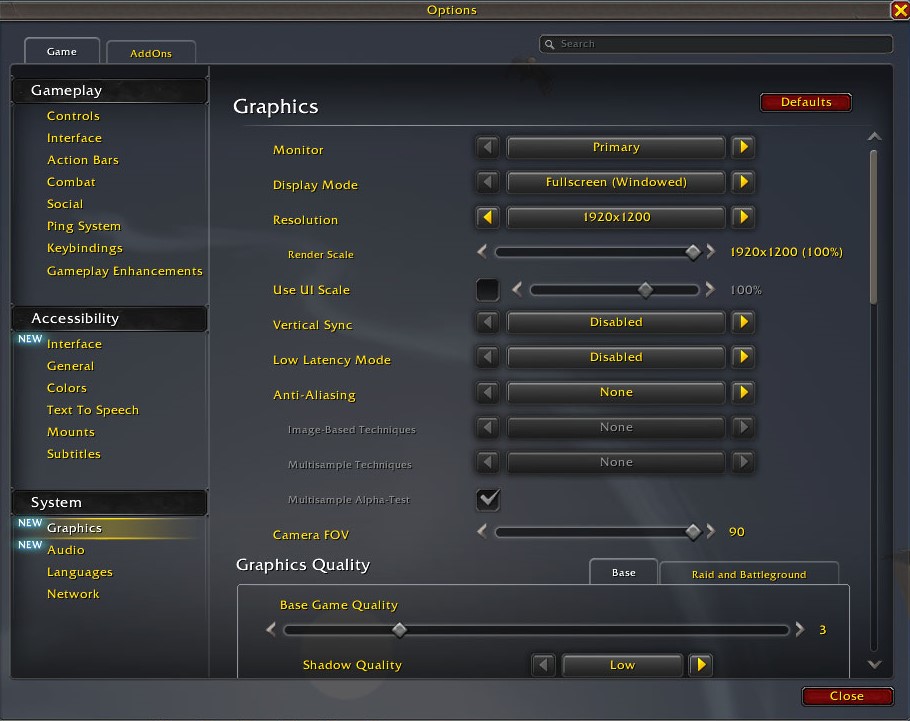 Options
Game
AddOns
Search
Gameplay
Controls
Interface
Action Bars
Combat
Social
Ping System
Keybindings
Gameplay Enhancements
Accessibility
NEW Interface
General
Colors
Text To Speech
Mounts
Subtitles
System
NEW Graphics
NEW Audio
Languages
Network
Graphics
Defaults
Monitor Primary
Display Mode Fullscreen (Windowed)
Resolution 1920x1200
Render Scale 1920x1200 (100%)
Use UI Scale 100%
Vertical Sync Disabled
Low Latency Mode Disabled
Anti-Aliasing None
Image-Based Techniques None
Multisample Techniques None
Multisample Alpha-Test
Camera FOV 90
Graphics Quality
Base
Raid and Battleground
Base Game Quality
3
Shadow Quality Low
Close